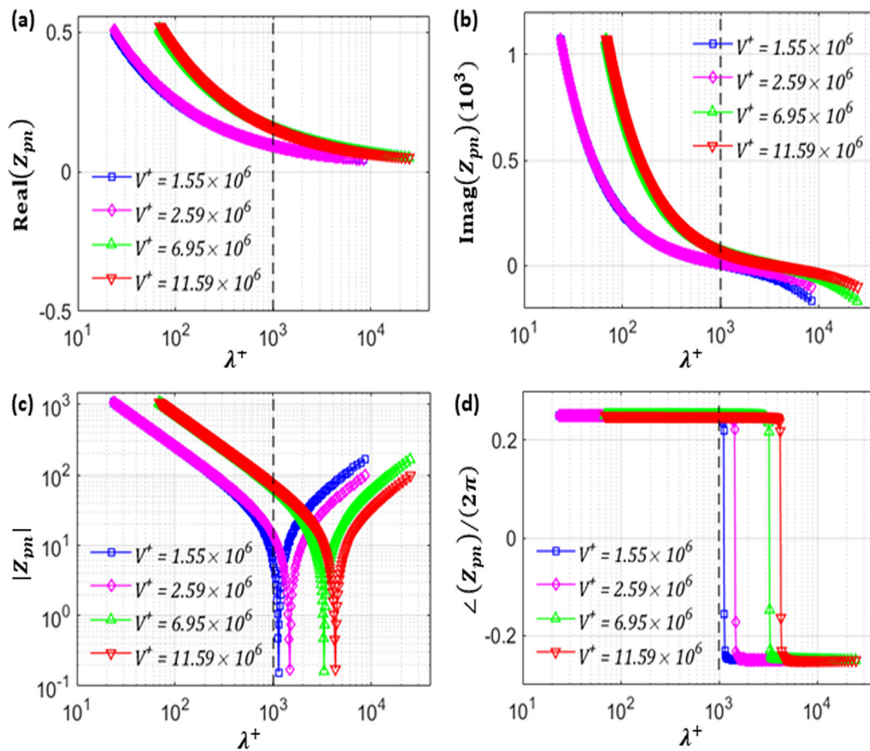 (a)
0.5
0
-0.5
Real(Z_pn)
V⁺ = 1.55 × 10⁶
V⁺ = 2.59 × 10⁶
V⁺ = 6.95 × 10⁶
V⁺ = 11.59 × 10⁶
10¹ 10² 10³ 10⁴
λ⁺
(b)
1
0.5
0
Imag(Z_pn)(10³)
V⁺ = 1.55 × 10⁶
V⁺ = 2.59 × 10⁶
V⁺ = 6.95 × 10⁶
V⁺ = 11.59 × 10⁶
10¹ 10² 10³ 10⁴
λ⁺
(c)
10³
10²
10¹
10⁰
10⁻¹
|Z_pn|
V⁺ = 1.55 × 10⁶
V⁺ = 2.59 × 10⁶
V⁺ = 6.95 × 10⁶
V⁺ = 11.59 × 10⁶
10¹ 10² 10³ 10⁴
λ⁺
(d)
0.2
0
-0.2
∠(Z_pn)/(2π)
V⁺ = 1.55 × 10⁶
V⁺ = 2.59 × 10⁶
V⁺ = 6.95 × 10⁶
V⁺ = 11.59 × 10⁶
10¹ 10² 10³ 10⁴
λ⁺